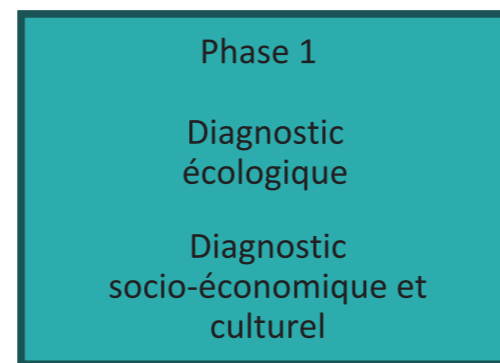 Phase 1
Diagnostic
écologique
Diagnostic
socio-économique et
culturel